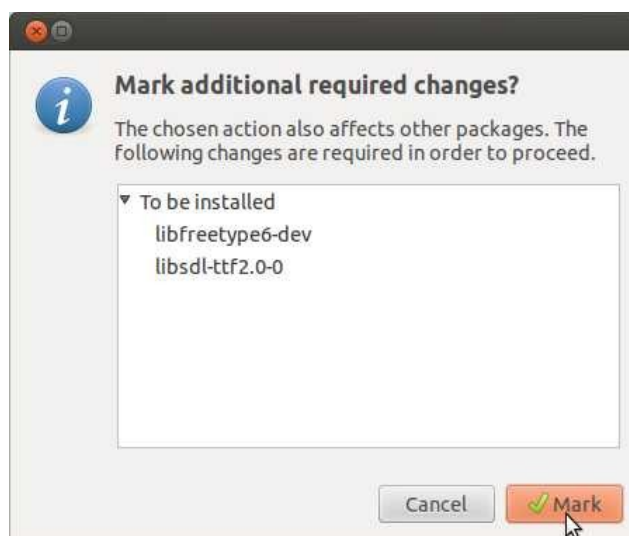 Mark additional required changes?
The chosen action also affects other packages. The
following changes are required in order to proceed.
To be installed
libfreetype6-dev
libsdl-ttf2.0-0
Cancel
Mark